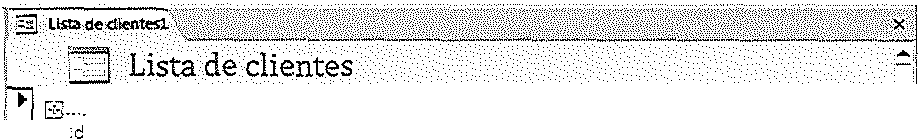 Lista de clientes1
Lista de clientes
id